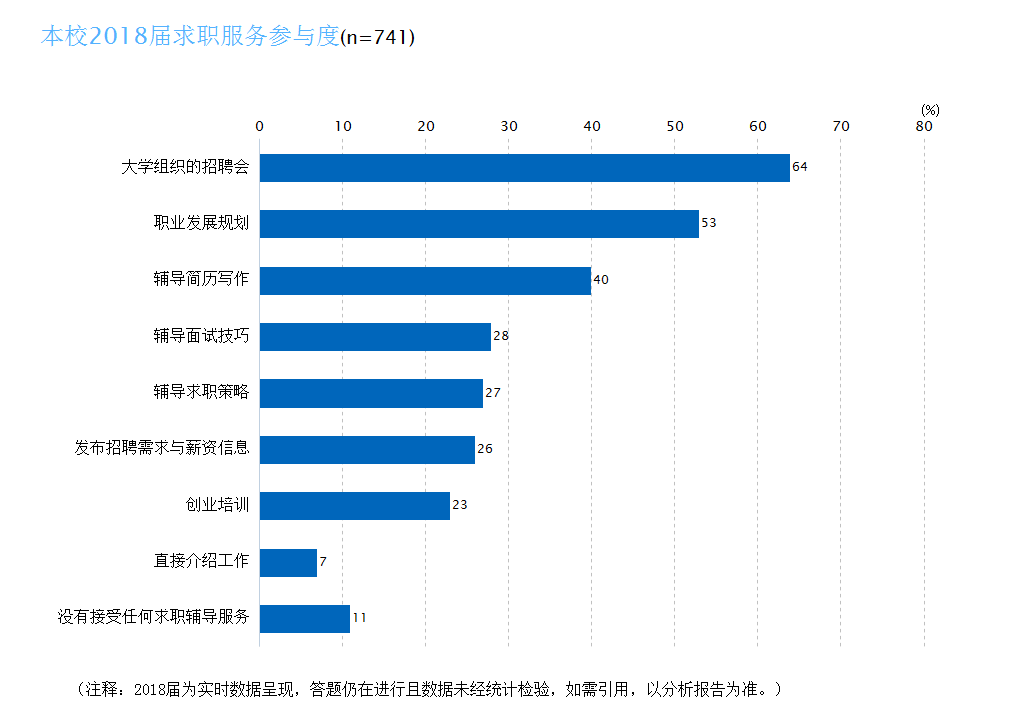 本校2018届求职服务参与度(n=741)
(%)
0 10 20 30 40 50 60 70 80
大学组织的招聘会 64
职业发展规划 53
辅导简历写作 40
辅导面试技巧 28
辅导求职策略 27
发布招聘需求与薪资信息 26
创业培训 23
直接介绍工作 7
没有接受任何求职辅导服务 11
（注释：2018届为实时数据呈现，答题仍在进行且数据未经统计检验，如需引用，以分析报告为准。）